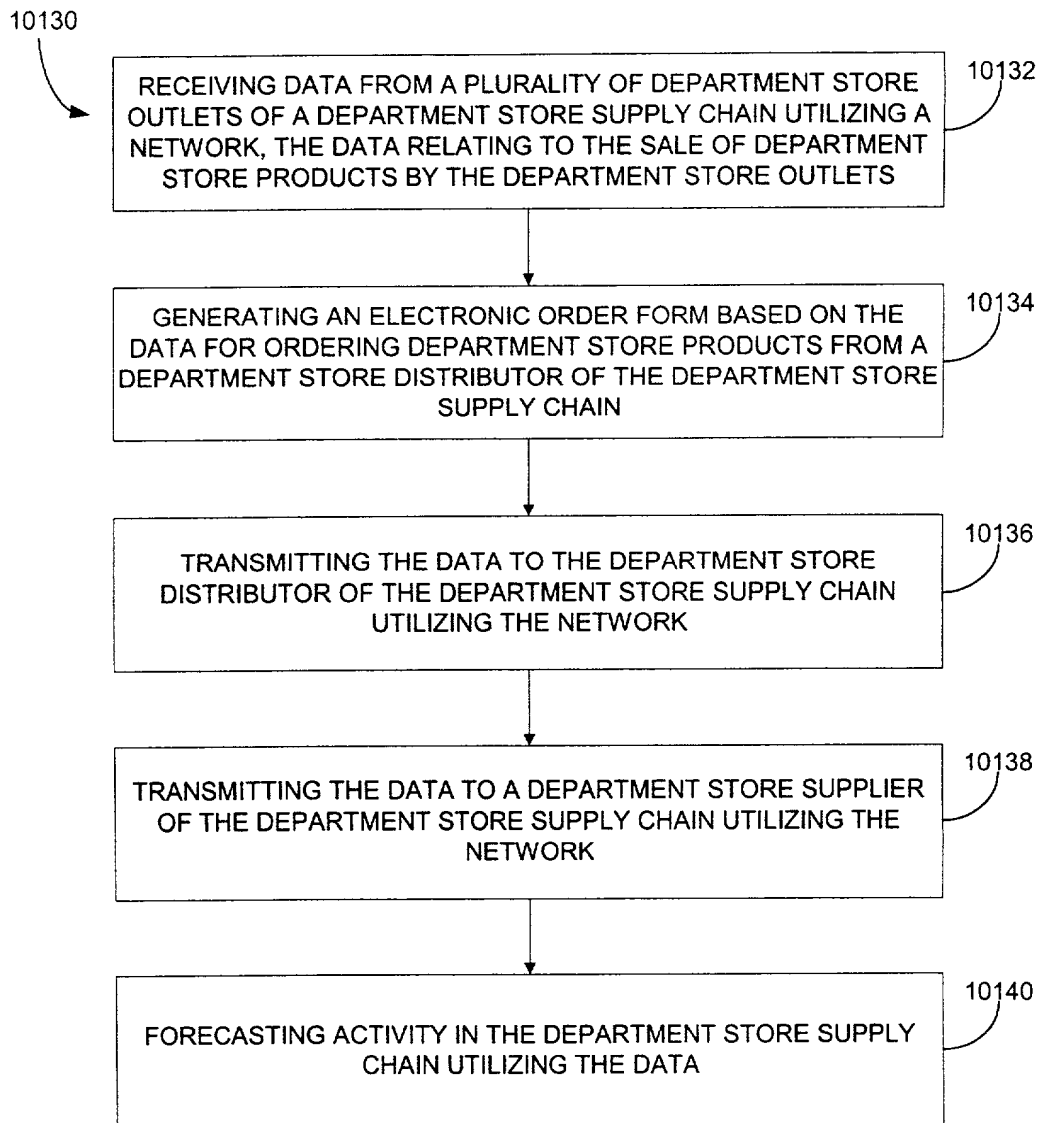 10130
RECEIVING DATA FROM A PLURALITY OF DEPARTMENT STORE
OUTLETS OF A DEPARTMENT STORE SUPPLY CHAIN UTILIZING A
NETWORK, THE DATA RELATING TO THE SALE OF DEPARTMENT
STORE PRODUCTS BY THE DEPARTMENT STORE OUTLETS
10132
GENERATING AN ELECTRONIC ORDER FORM BASED ON THE
DATA FOR ORDERING DEPARTMENT STORE PRODUCTS FROM A
DEPARTMENT STORE DISTRIBUTOR OF THE DEPARTMENT STORE
SUPPLY CHAIN
10134
TRANSMITTING THE DATA TO THE DEPARTMENT STORE
DISTRIBUTOR OF THE DEPARTMENT STORE SUPPLY CHAIN
UTILIZING THE NETWORK
10136
TRANSMITTING THE DATA TO A DEPARTMENT STORE SUPPLIER
OF THE DEPARTMENT STORE SUPPLY CHAIN UTILIZING THE
NETWORK
10138
FORECASTING ACTIVITY IN THE DEPARTMENT STORE SUPPLY
CHAIN UTILIZING THE DATA
10140